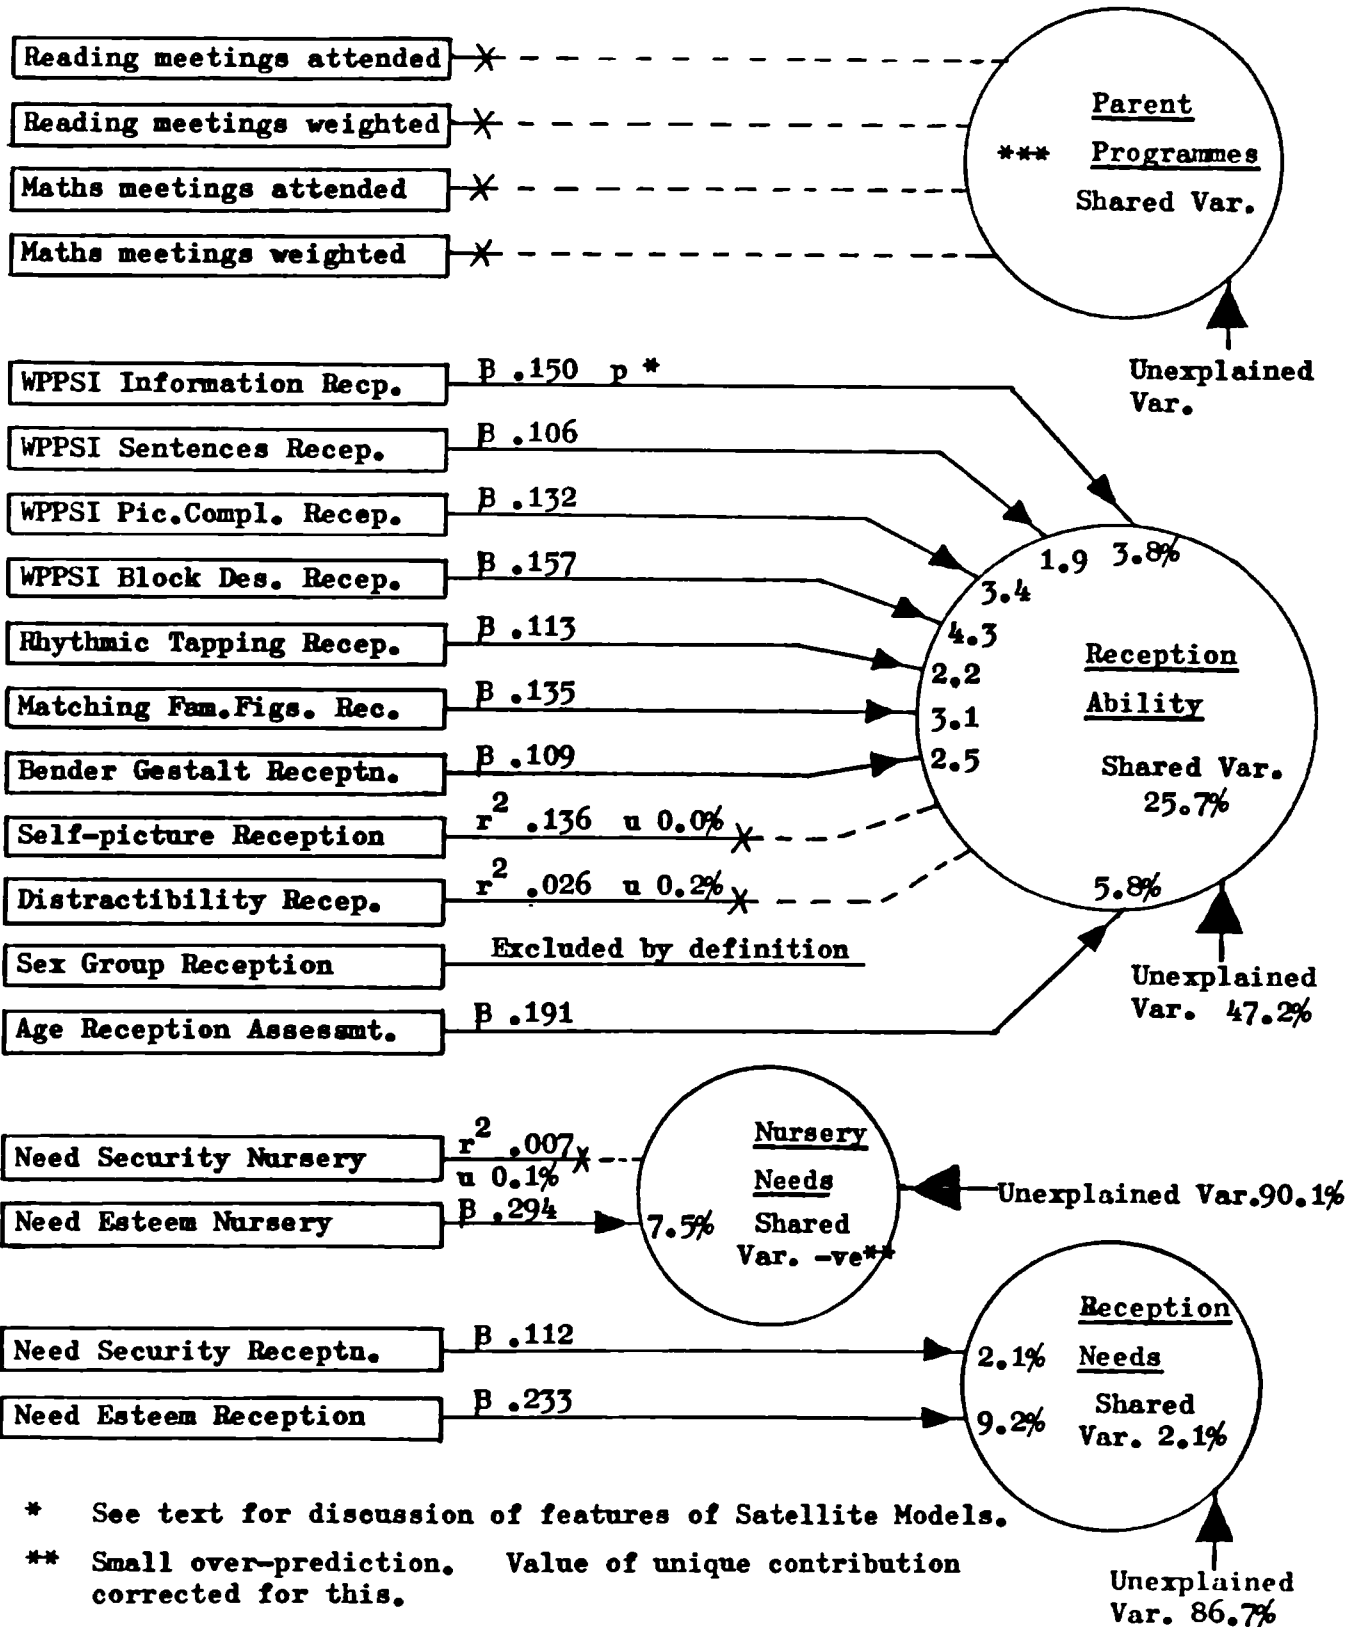 Reading meetings attended
Reading meetings weighted
Maths meetings attended
Maths meetings weighted
Parent
*** Programmes
Shared Var.
Unexplained
Var.
WPPSI Information Recp. β .150 p *
WPPSI Sentences Recep. β .106
WPPSI Pic.Compl. Recep. β .132
WPPSI Block Des. Recep. β .157
Rhythmic Tapping Recep. β .113
Matching Fam.Figs. Rec. β .135
Bender Gestalt Receptn. β .109
Self-picture Reception r² .136 u 0.0%
Distractibility Recep. r² .026 u 0.2%
Sex Group Reception Excluded by definition
Age Reception Assessmt. β .191
3.8%
1.9
3.4
4.3
2.2
3.1
2.5
Reception
Ability
Shared Var.
25.7%
5.8%
Unexplained
Var. 47.2%
Need Security Nursery r² .007
u 0.1%
Need Esteem Nursery β .294
7.5%
Nursery
Needs
Shared
Var. -ve**
Unexplained Var.90.1%
Need Security Receptn. β .112
Need Esteem Reception β .233
2.1%
9.2%
Reception
Needs
Shared
Var. 2.1%
Unexplained
Var. 86.7%
* See text for discussion of features of Satellite Models.
** Small over-prediction. Value of unique contribution
corrected for this.